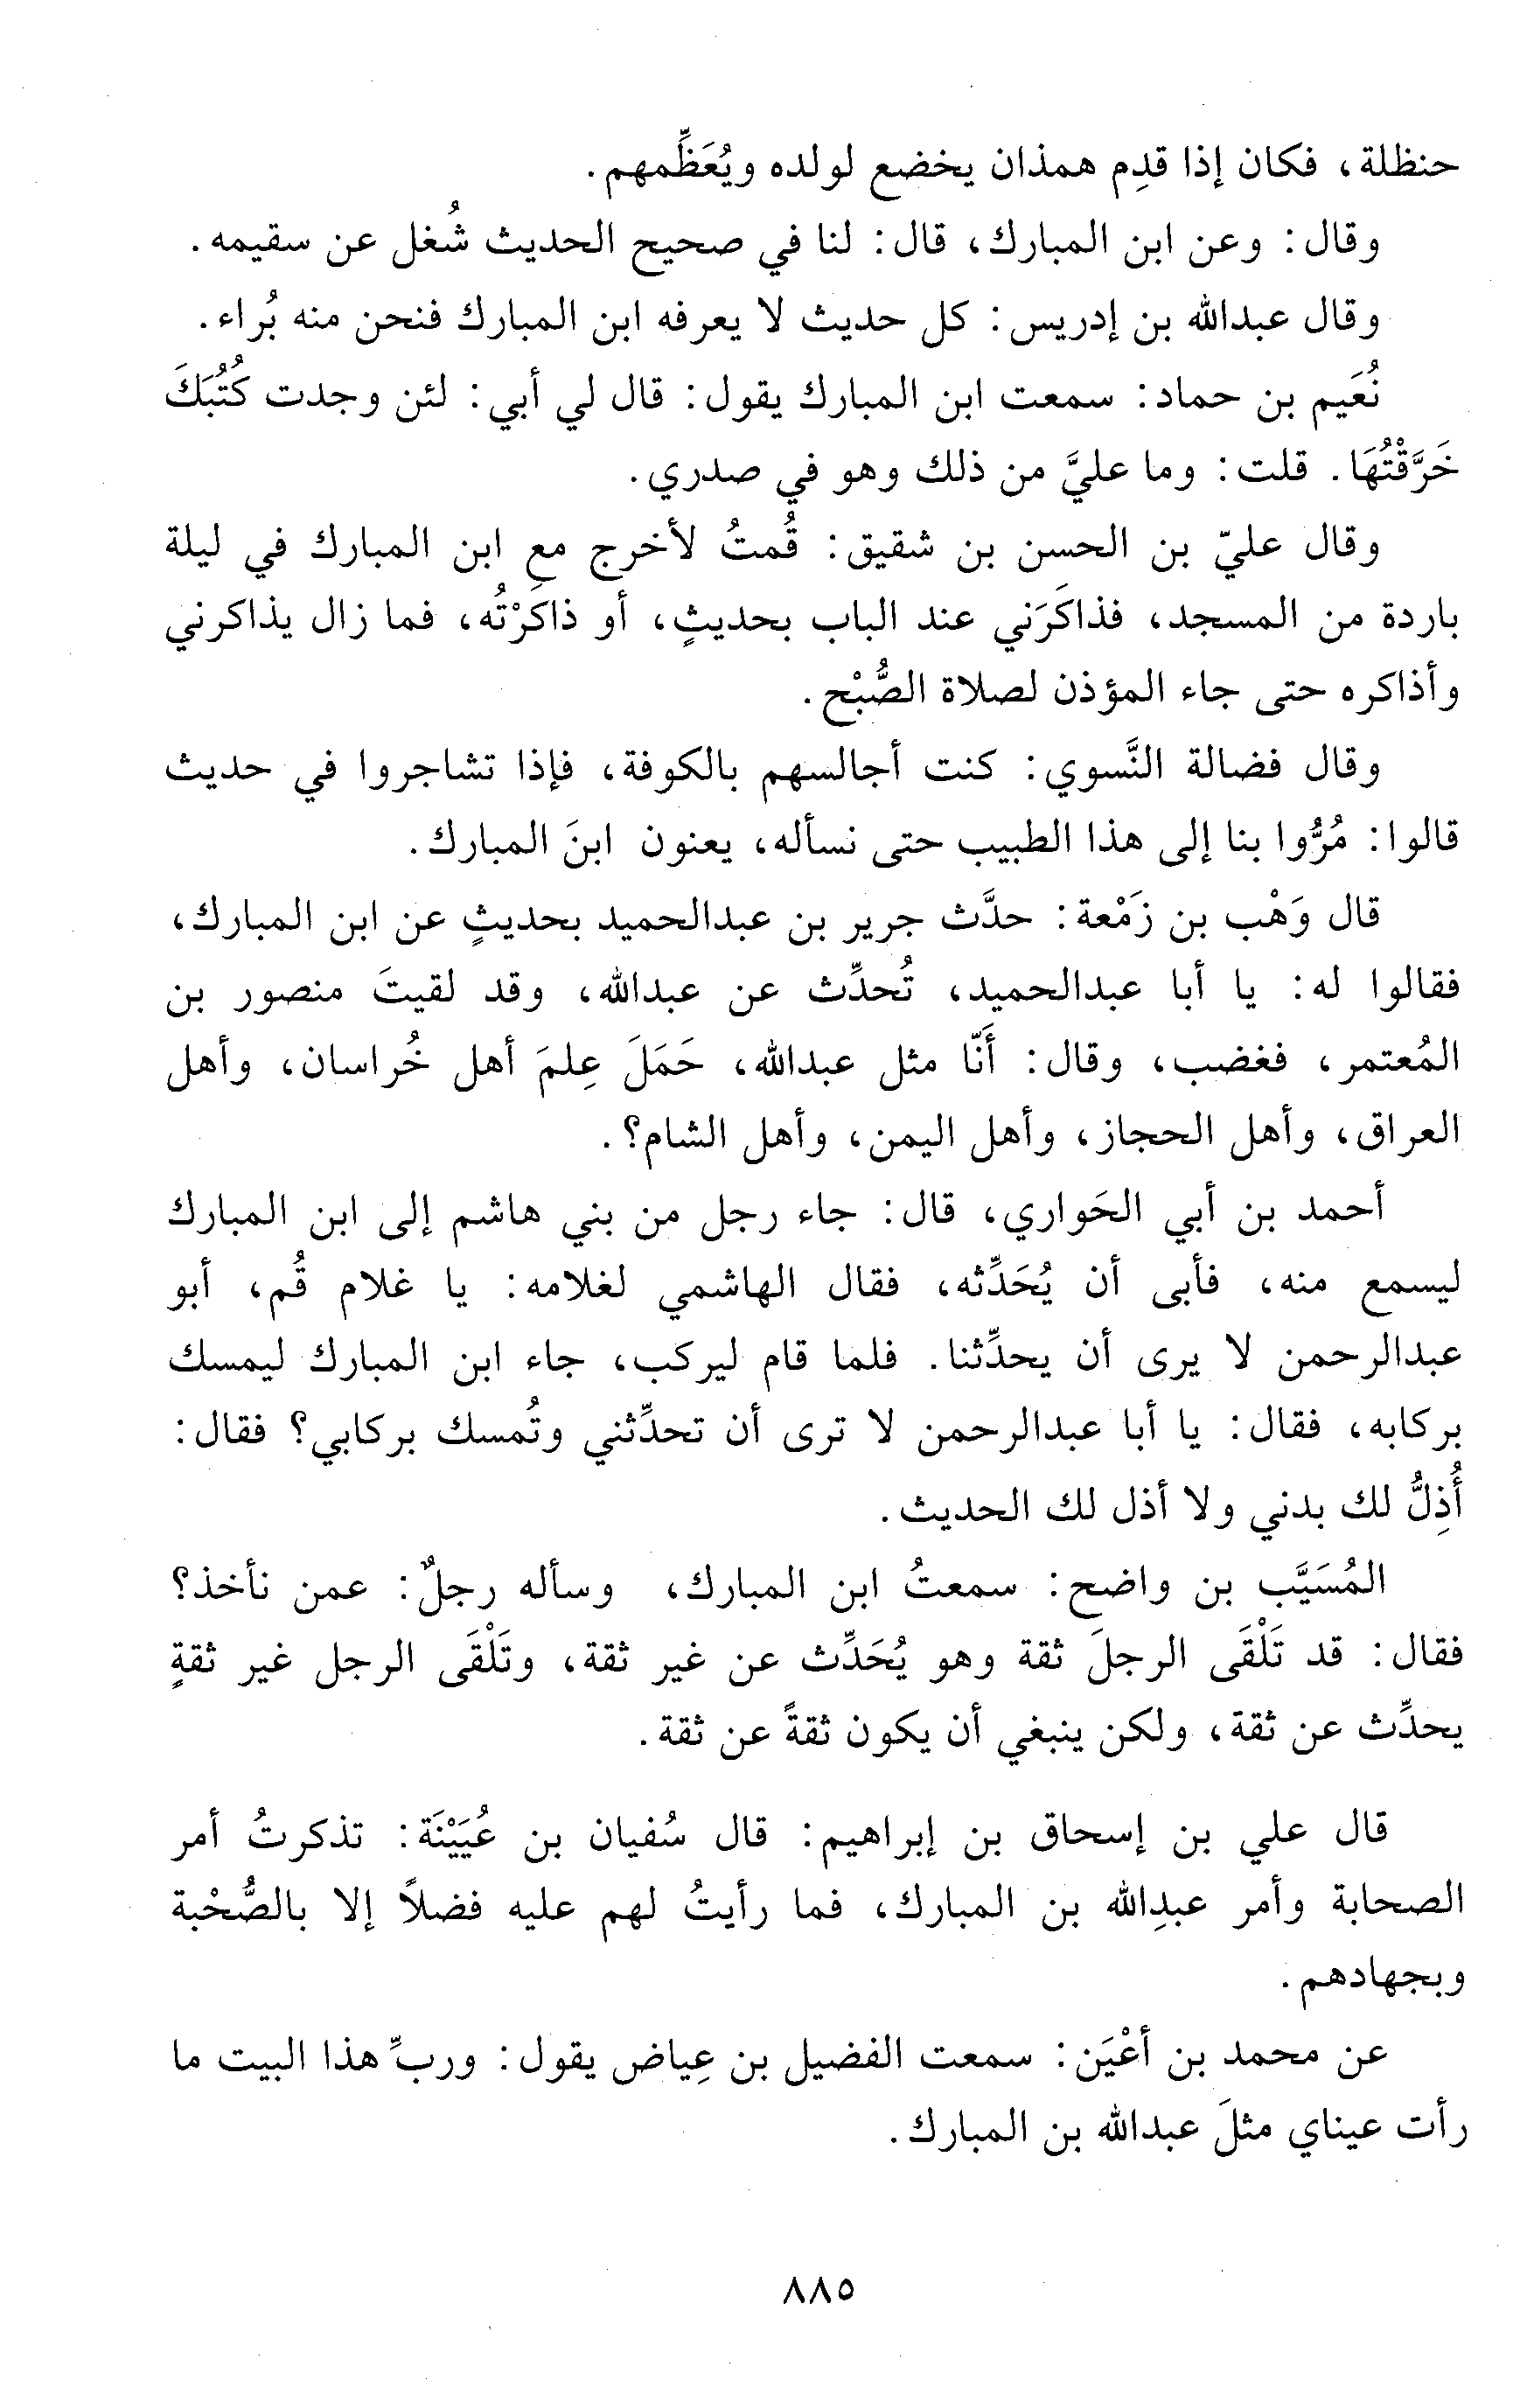 حنظلة، فكان إذا قدِم همذان يخضع لولده ويُعَظِّمهم.
وقال: وعن ابن المبارك، قال: لنا في صحيح الحديث شُغل عن سقيمه.
وقال عبدالله بن إدريس: كل حديث لا يعرفه ابن المبارك فنحن منه بُراء.
نُعَيم بن حماد: سمعت ابن المبارك يقول: قال لي أبي: لئن وجدت كُتُبَكَ
خَرَّقْتُهَا. قلت: وما عليَّ من ذلك وهو في صدري.
وقال عليّ بن الحسن بن شقيق: قُمتُ لأخرج معِ ابن المبارك في ليلة
باردة من المسجد، فذاكَرَني عند الباب بحديثٍ، أو ذاكَرْتُه، فما زال يذاكرني
وأذاكره حتى جاء المؤذن لصلاة الصُّبْح.
وقال فضالة النَّسوي: كنت أجالسهم بالكوفة، فإذا تشاجروا في حديث
قالوا: مُرُّوا بنا إلى هذا الطبيب حتى نسأله، يعنون ابنَ المبارك.
قال وَهْب بن زَمْعة: حدَّث جرير بن عبدالحميد بحديثٍ عن ابن المبارك،
فقالوا له: يا أبا عبدالحميد، تُحدِّث عن عبدالله، وقد لقيتَ منصور بن
المُعتمر، فغضب، وقال: أَنّا مثل عبدالله، حَمَلَ عِلمَ أهل خُراسان، وأهل
العراق، وأهل الحجاز، وأهل اليمن، وأهل الشام؟.
أحمد بن أبي الحَواري، قال: جاء رجل من بني هاشم إلى ابن المبارك
ليسمع منه، فأبى أن يُحَدِّثه، فقال الهاشمي لغلامه: يا غلام قُم، أبو
عبدالرحمن لا يرى أن يحدِّثنا. فلما قام ليركب، جاء ابن المبارك ليمسك
بركابه، فقال: يا أبا عبدالرحمن لا ترى أن تحدِّثني وتُمسك بركابي؟ فقال:
أُذِلُّ لك بدني ولا أذل لك الحديث.
المُسَيَّب بن واضح: سمعتُ ابن المبارك، وسأله رجلٌ: عمن نأخذ؟
فقال: قد تَلْقَى الرجلَ ثقة وهو يُحَدِّث عن غير ثقة، وتَلْقَى الرجل غير ثقةٍ
يحدِّث عن ثقة، ولكن ينبغي أن يكون ثقةً عن ثقة.
قال علي بن إسحاق بن إبراهيم: قال سُفيان بن عُيَيْنَة: تذكرتُ أمر
الصحابة وأمر عبدِالله بن المبارك، فما رأيتُ لهم عليه فضلاً إلا بالصُّحْبة
وبجهادهم.
عن محمد بن أعْيَن: سمعت الفضيل بن عِياض يقول: وربِّ هذا البيت ما
رأت عيناي مثلَ عبدالله بن المبارك.
٨٨٥